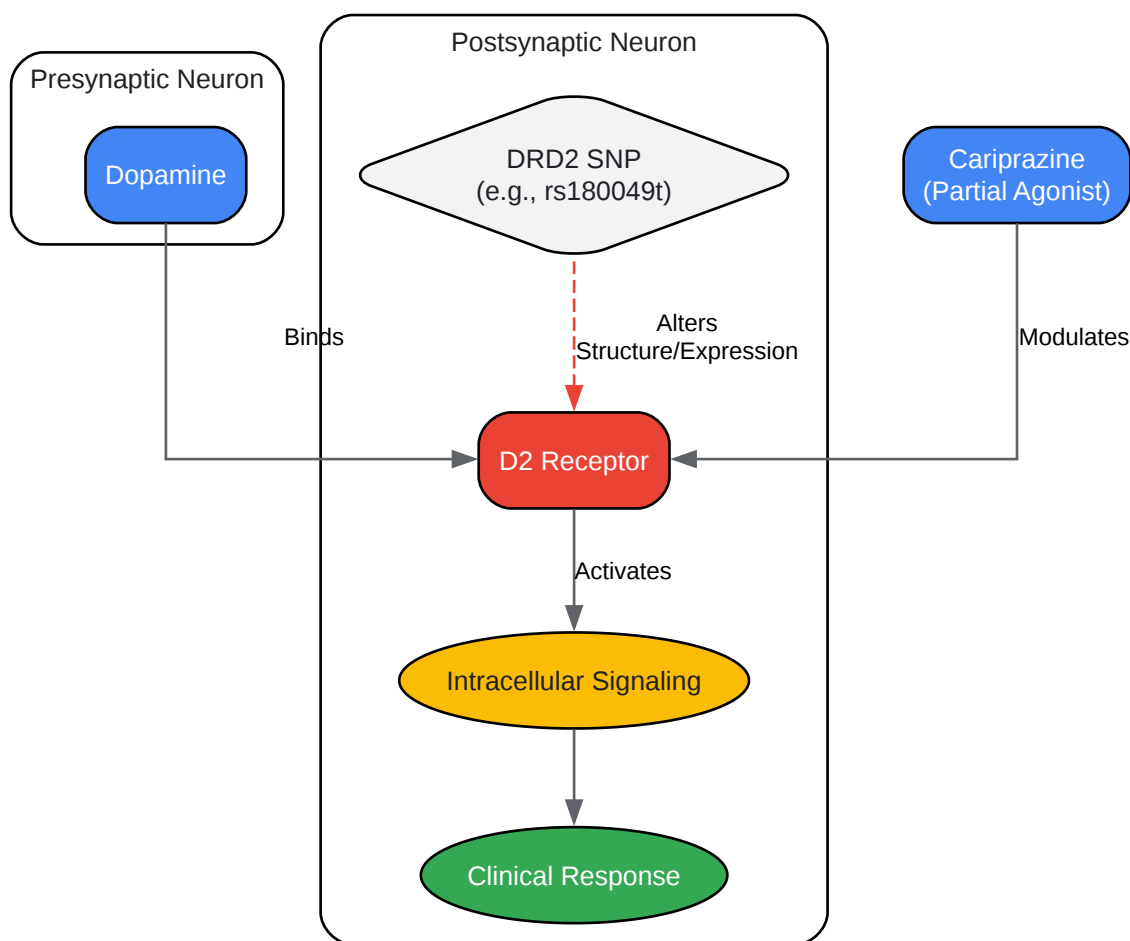 Postsynaptic Neuron
Presynaptic Neuron
Dopamine
DRD2 SNP
(e.g., rs180049t)
Cariprazine
(Partial Agonist)
Binds
Alters
Structure/Expression
Modulates
D2 Receptor
Activates
Intracellular Signaling
Clinical Response